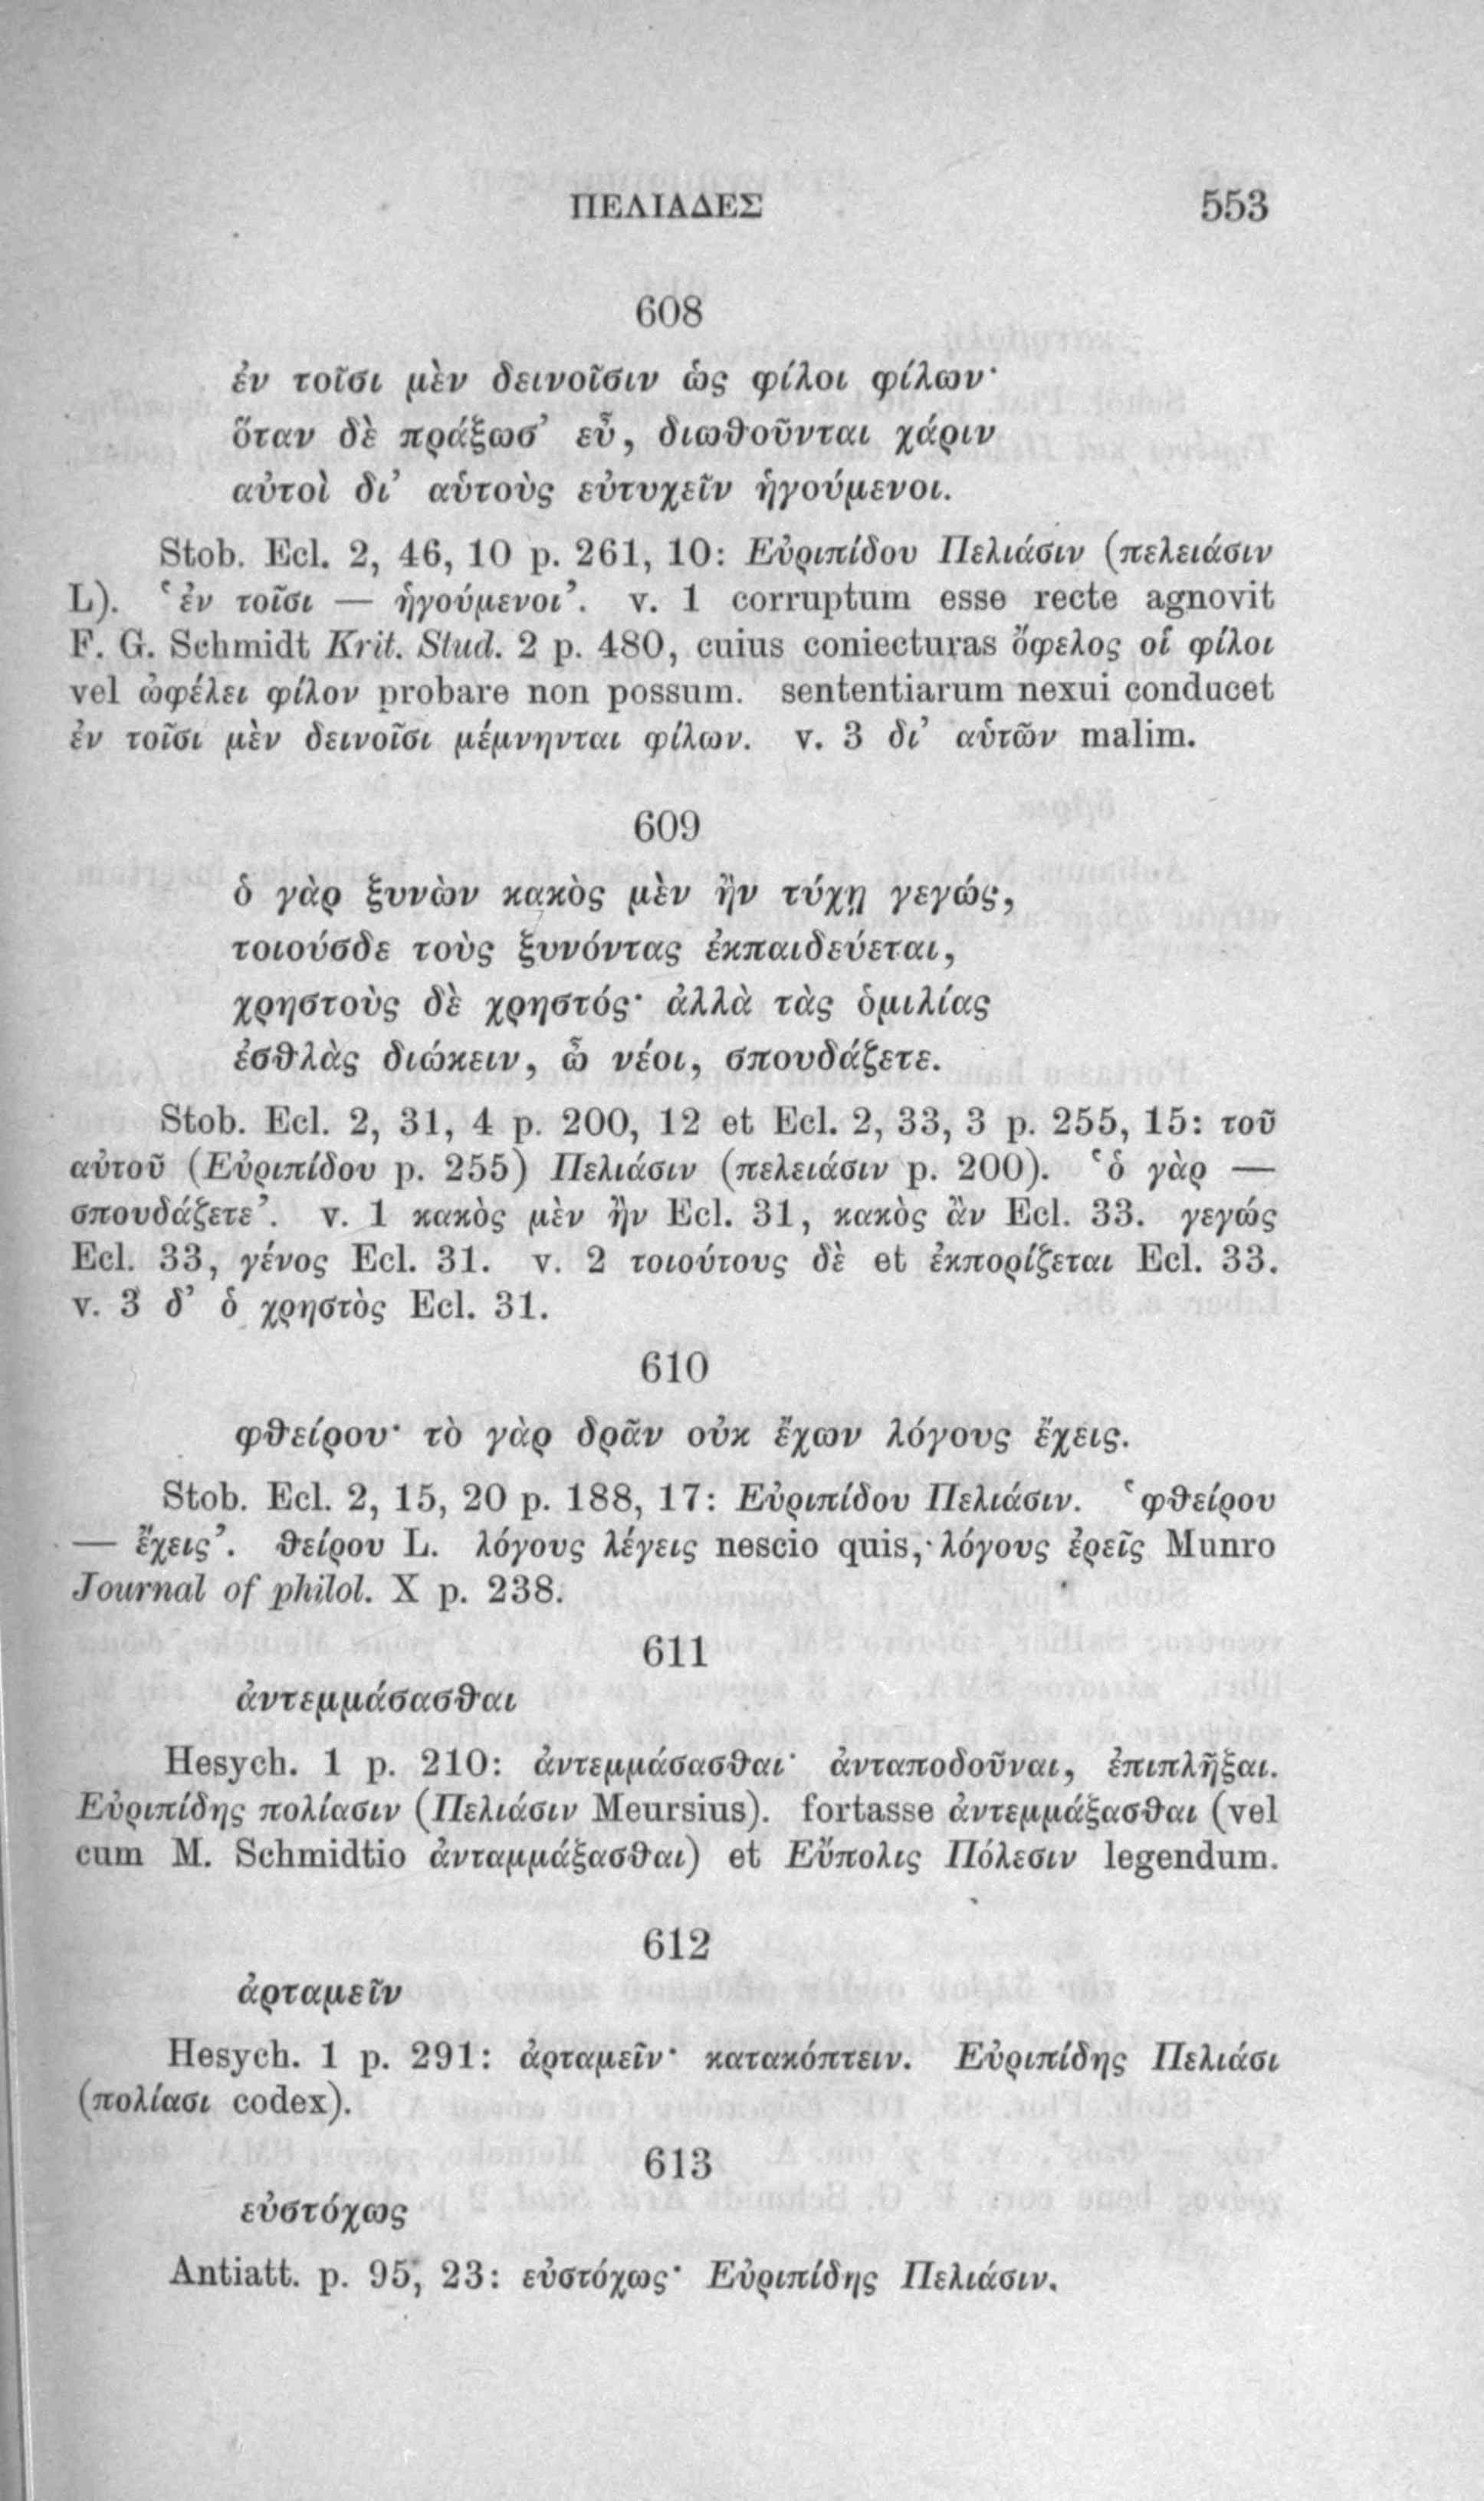 ΠΕΛΙΑΔΕΣ 553
608
ἐν τοῖσι μὲν δεινοῖσιν ὡς φίλοι φίλων·
ὅταν δὲ πράξωσ’ εὖ, διωθοῦνται χάριν
αὐτοὶ δι’ αὑτοὺς εὐτυχεῖν ἡγούμενοι.
Stob. Ecl. 2, 46, 10 p. 261, 10: Εὐριπίδου Πελιάσιν (πελειάσιν
L). ‘ἐν τοῖσι — ἡγούμενοι’. v. 1 corruptum esse recte agnovit
F. G. Schmidt Krit. Stud. 2 p. 480, cuius coniecturas ὄφελος οἱ φίλοι
vel ὠφέλει φίλον probare non possum. sententiarum nexui conducet
ἐν τοῖσι μὲν δεινοῖσι μέμνηνται φίλων. v. 3 δι’ αὑτῶν malim.
609
ὁ γὰρ ξυνὼν κακὸς μὲν ἢν τύχῃ γεγώς,
τοιούσδε τοὺς ξυνόντας ἐκπαιδεύεται,
χρηστοὺς δὲ χρηστός· ἀλλὰ τὰς ὁμιλίας
ἐσθλὰς διώκειν, ὦ νέοι, σπουδάζετε.
Stob. Ecl. 2, 31, 4 p. 200, 12 et Ecl. 2, 33, 3 p. 255, 15: τοῦ
αὐτοῦ (Εὐριπίδου p. 255) Πελιάσιν (πελειάσιν p. 200). ‘ὁ γὰρ —
σπουδάζετε’. v. 1 κακὸς μὲν ἢν Ecl. 31, κακὸς ἂν Ecl. 33. γεγώς
Ecl. 33, γένος Ecl. 31. v. 2 τοιούτους δὲ et ἐκπορίζεται Ecl. 33.
v. 3 δ’ ὁ χρηστὸς Ecl. 31.
610
φθείρου· τὸ γὰρ δρᾶν οὐκ ἔχων λόγους ἔχεις.
Stob. Ecl. 2, 15, 20 p. 188, 17: Εὐριπίδου Πελιάσιν. ‘φθείρου
— ἔχεις’. θείρου L. λόγους λέγεις nescio quis, λόγους ἐρεῖς Munro
Journal of philol. X p. 238.
611
ἀντεμμάσασθαι
Hesych. 1 p. 210: ἀντεμμάσασθαι· ἀνταποδοῦναι, ἐπιπλῆξαι.
Εὐριπίδης πολίασιν (Πελιάσιν Meursius). fortasse ἀντεμμάξασθαι (vel
cum M. Schmidtio ἀνταμμάξασθαι) et Εὔπολις Πόλεσιν legendum.
612
ἀρταμεῖν
Hesych. 1 p. 291: ἀρταμεῖν· κατακόπτειν. Εὐριπίδης Πελιάσι
(πολίασι codex).
613
εὐστόχως
Antiatt. p. 95, 23: εὐστόχως· Εὐριπίδης Πελιάσιν.